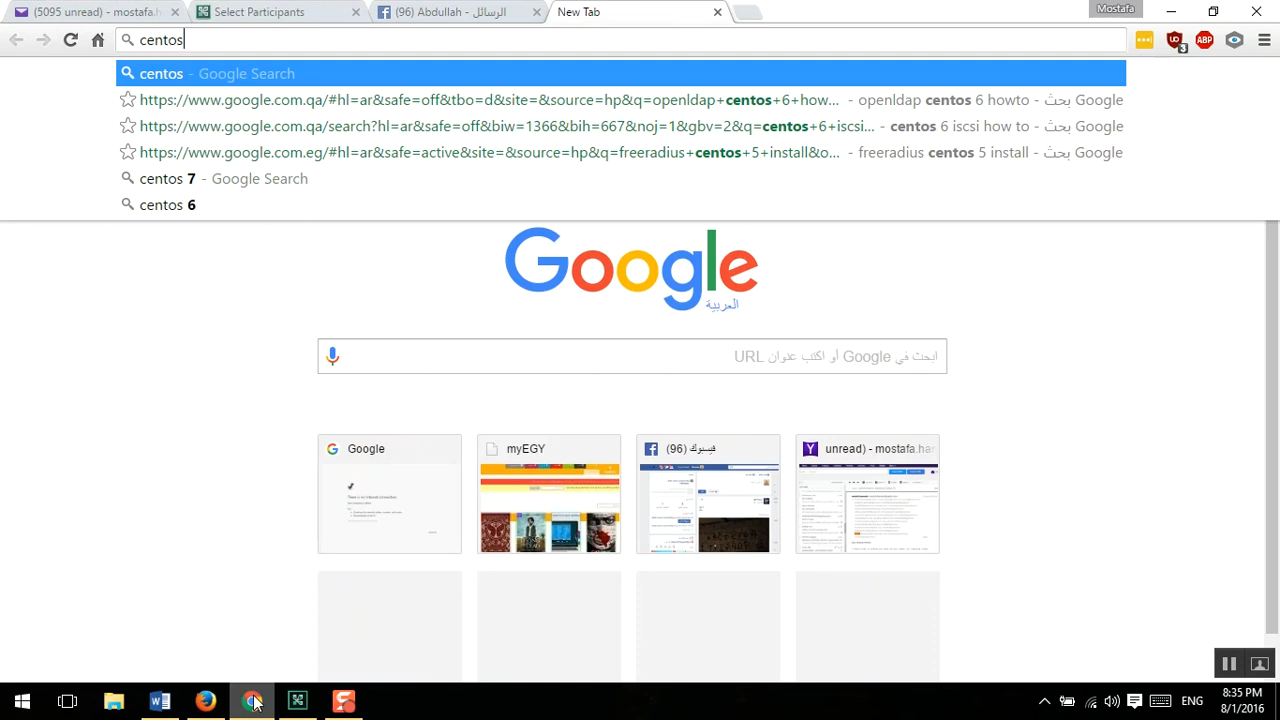 (5095 unread) - mostafa.ha
Select Participants
(96) Abdullah - الرسائل
New Tab
Mostafa
centos
3
ABP
centos - Google Search
https://www.google.com.qa/#hl=ar&safe=off&tbo=d&site=&source=hp&q=openldap+centos+6+how... - openldap centos 6 howto - بحث Google
https://www.google.com.qa/search?hl=ar&safe=off&biw=1366&bih=667&noj=1&gbv=2&q=centos+6+iscsi... - centos 6 iscsi how to - بحث Google
https://www.google.com.eg/#hl=ar&safe=active&site=&source=hp&q=freeradius+centos+5+install&o... - freeradius centos 5 install - بحث Google
centos 7 - Google Search
centos 6
Google
العربية
ابحث في Google أو اكتب عنوان URL
Google
myEGY
(96) فيسبوك
unread) - mostafa.har
ENG
8:35 PM
8/1/2016